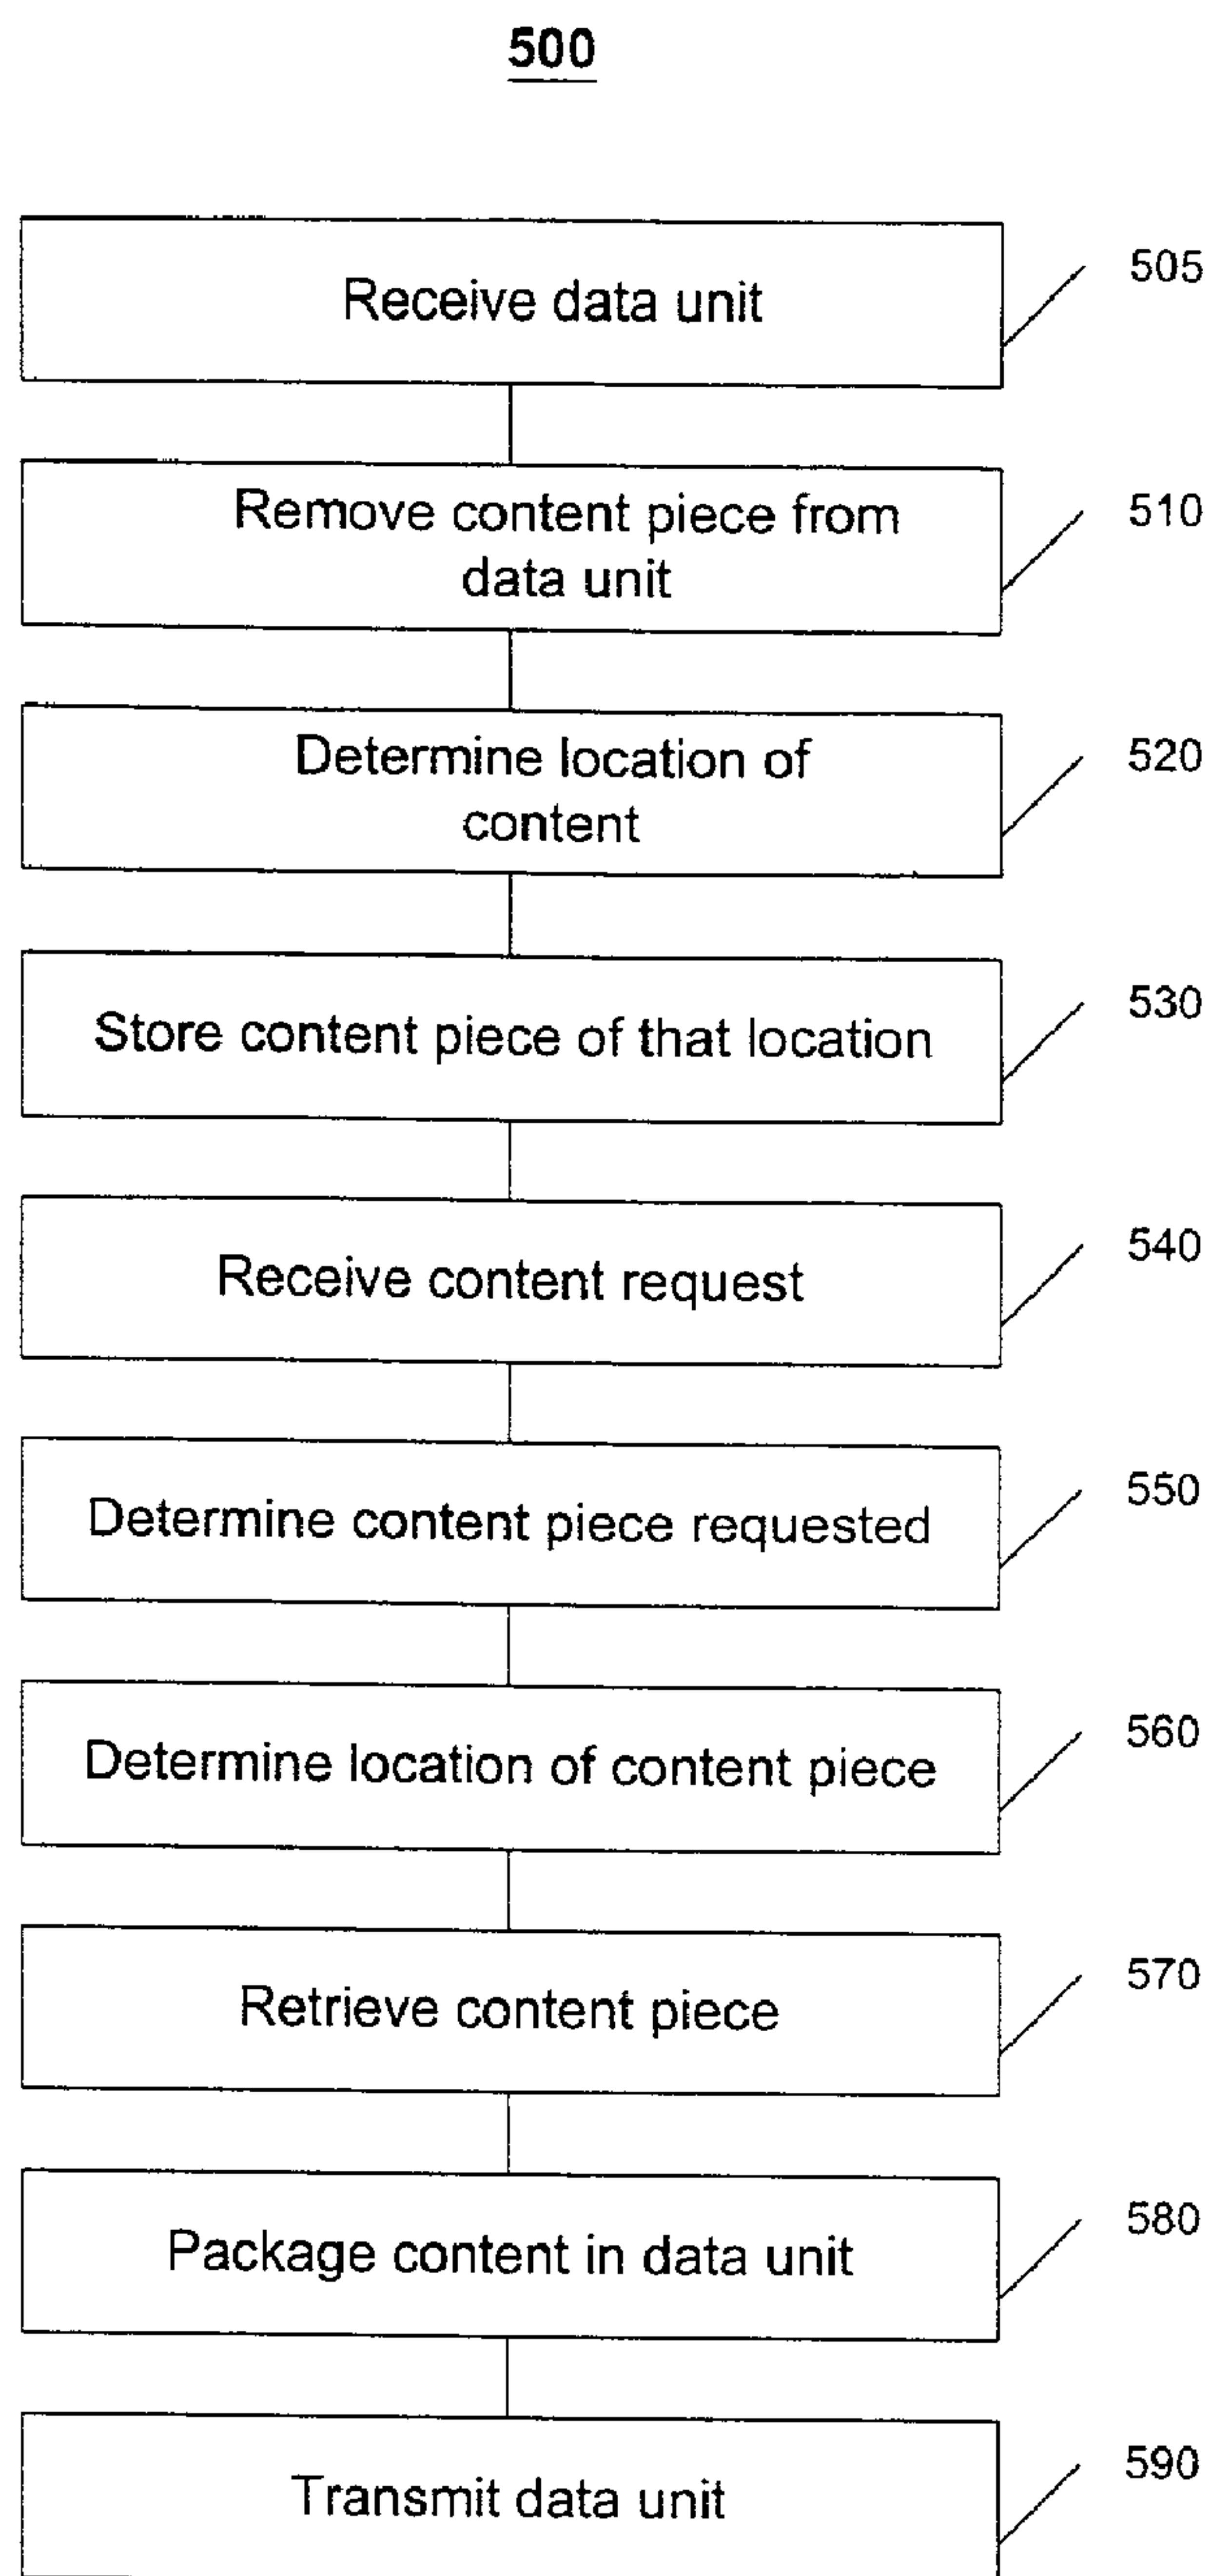 500
Receive data unit
505
Remove content piece from
data unit
510
Determine location of
content
520
Store content piece of that location
530
Receive content request
540
Determine content piece requested
550
Determine location of content piece
560
Retrieve content piece
570
Package content in data unit
580
Transmit data unit
590